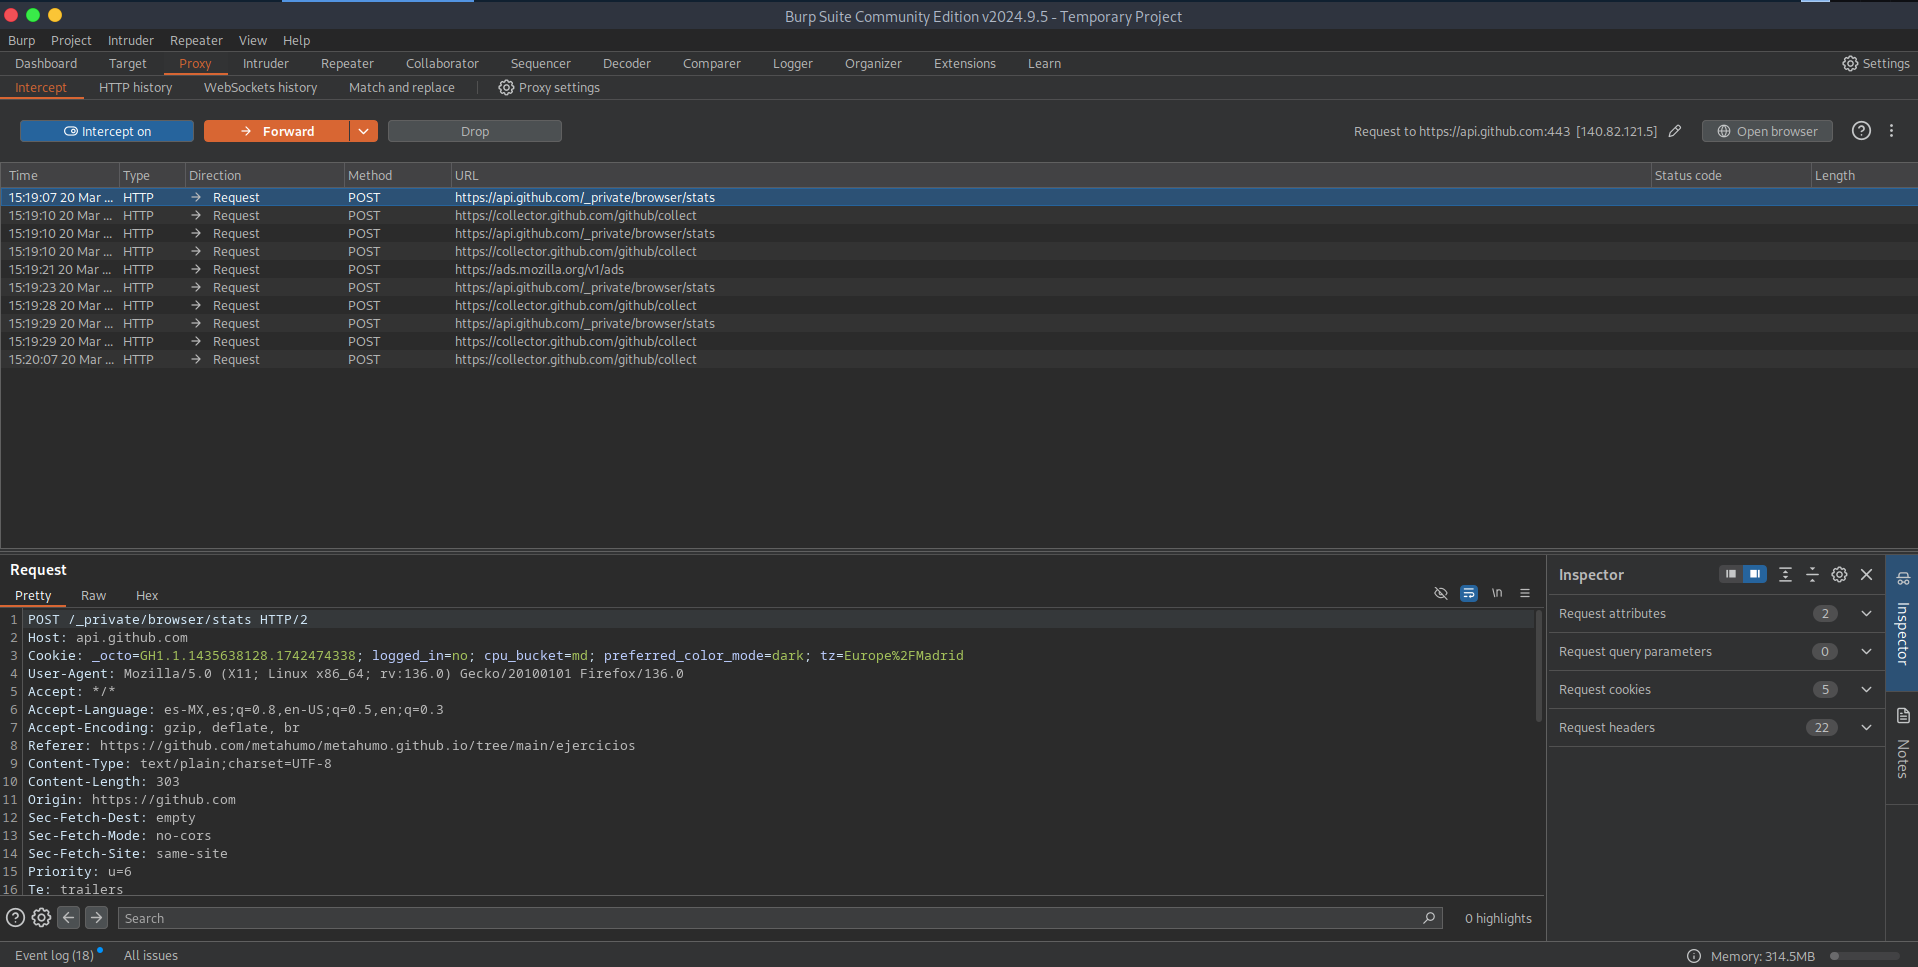 Burp Suite Community Edition v2024.9.5 - Temporary Project
Burp Project Intruder Repeater View Help
Dashboard Target Proxy Intruder Repeater Collaborator Sequencer Decoder Comparer Logger Organizer Extensions Learn Settings
Intercept HTTP history WebSockets history Match and replace Proxy settings
Intercept on Forward Drop Request to https://api.github.com:443 [140.82.121.5] Open browser
Time Type Direction Method URL Status code Length
15:19:07 20 Mar ... HTTP Request POST https://api.github.com/_private/browser/stats
15:19:10 20 Mar ... HTTP Request POST https://collector.github.com/github/collect
15:19:10 20 Mar ... HTTP Request POST https://api.github.com/_private/browser/stats
15:19:10 20 Mar ... HTTP Request POST https://collector.github.com/github/collect
15:19:21 20 Mar ... HTTP Request POST https://ads.mozilla.org/v1/ads
15:19:23 20 Mar ... HTTP Request POST https://api.github.com/_private/browser/stats
15:19:28 20 Mar ... HTTP Request POST https://collector.github.com/github/collect
15:19:29 20 Mar ... HTTP Request POST https://api.github.com/_private/browser/stats
15:19:29 20 Mar ... HTTP Request POST https://collector.github.com/github/collect
15:20:07 20 Mar ... HTTP Request POST https://collector.github.com/github/collect
Request
Pretty Raw Hex \n
1 POST /_private/browser/stats HTTP/2
2 Host: api.github.com
3 Cookie: _octo=GH1.1.1435638128.1742474338; logged_in=no; cpu_bucket=md; preferred_color_mode=dark; tz=Europe%2FMadrid
4 User-Agent: Mozilla/5.0 (X11; Linux x86_64; rv:136.0) Gecko/20100101 Firefox/136.0
5 Accept: */*
6 Accept-Language: es-MX,es;q=0.8,en-US;q=0.5,en;q=0.3
7 Accept-Encoding: gzip, deflate, br
8 Referer: https://github.com/metahumo/metahumo.github.io/tree/main/ejercicios
9 Content-Type: text/plain;charset=UTF-8
10 Content-Length: 303
11 Origin: https://github.com
12 Sec-Fetch-Dest: empty
13 Sec-Fetch-Mode: no-cors
14 Sec-Fetch-Site: same-site
15 Priority: u=6
16 Te: trailers
Search 0 highlights
Inspector
Request attributes 2
Request query parameters 0
Request cookies 5
Request headers 22
Inspector
Notes
Event log (18) All issues Memory: 314.5MB